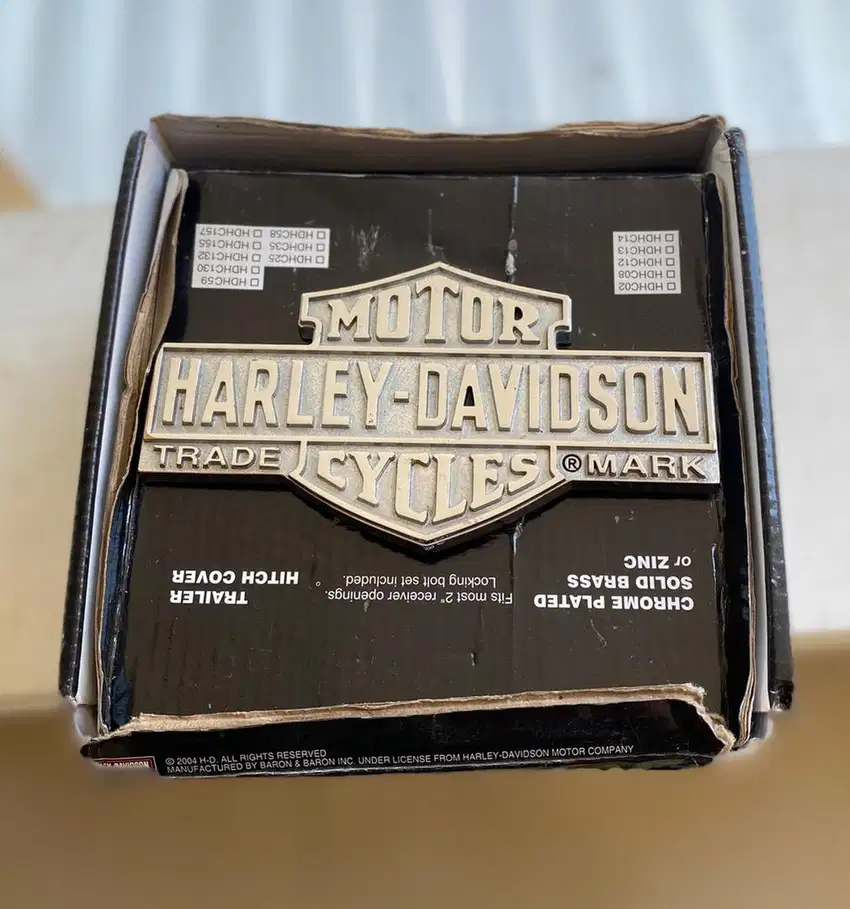 MOTOR
HARLEY-DAVIDSON
TRADE CYCLES ® MARK
☐ HDHC02
☐ HDHC08
☐ HDHC12
☐ HDHC13
☐ HDHC14
☐ HDHC59
☐ HDHC130
☐ HDHC25 ☐ HDHC132
☐ HDHC35 ☐ HDHC155
☐ HDHC58 ☐ HDHC157
CHROME PLATED
SOLID BRASS
or ZINC
Fits most 2" receiver openings.
Locking bolt set included.
TRAILER
HITCH COVER
© 2004 H-D. ALL RIGHTS RESERVED
MANUFACTURED BY BARON & BARON INC. UNDER LICENSE FROM HARLEY-DAVIDSON MOTOR COMPANY